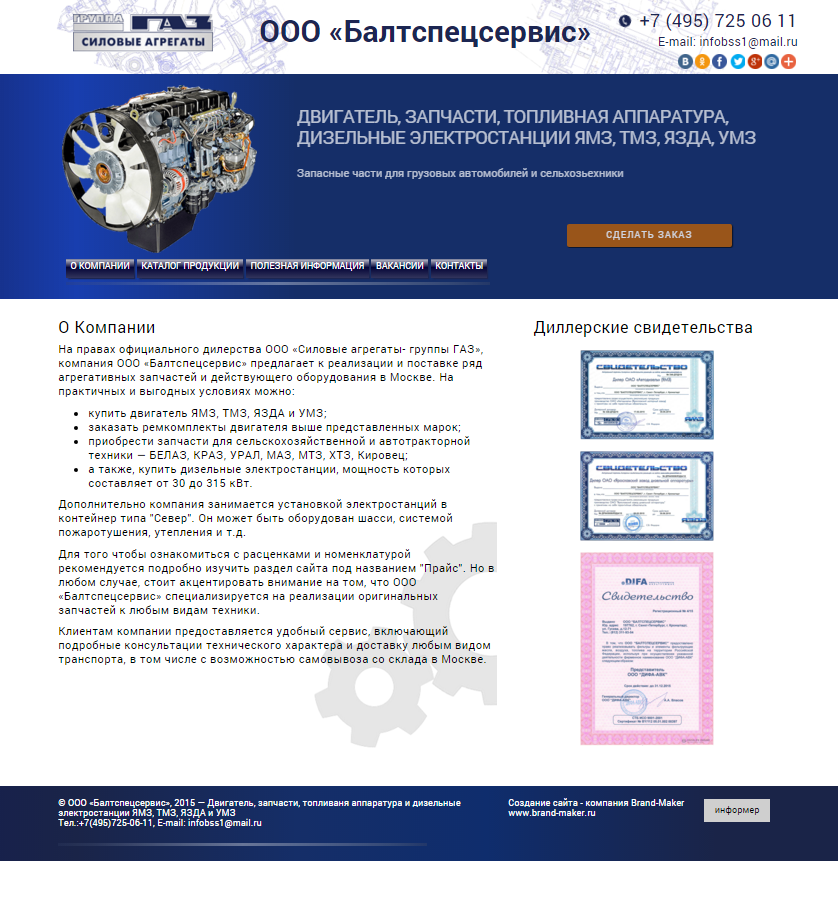 ГРУППА ГАЗ
СИЛОВЫЕ АГРЕГАТЫ
ООО «Балтспецсервис»
+7 (495) 725 06 11
E-mail: infobss1@mail.ru
ДВИГАТЕЛЬ, ЗАПЧАСТИ, ТОПЛИВНАЯ АППАРАТУРА,
ДИЗЕЛЬНЫЕ ЭЛЕКТРОСТАНЦИИ ЯМЗ, ТМЗ, ЯЗДА, УМЗ
Запасные части для грузовых автомобилей и сельхозьехники
СДЕЛАТЬ ЗАКАЗ
О КОМПАНИИ КАТАЛОГ ПРОДУКЦИИ ПОЛЕЗНАЯ ИНФОРМАЦИЯ ВАКАНСИИ КОНТАКТЫ
О Компании
На правах официального дилерства ООО «Силовые агрегаты- группы ГАЗ»,
компания ООО «Балтспецсервис» предлагает к реализации и поставке ряд
агрегативных запчастей и действующего оборудования в Москве. На
практичных и выгодных условиях можно:
купить двигатель ЯМЗ, ТМЗ, ЯЗДА и УМЗ;
заказать ремкомплекты двигателя выше представленных марок;
приобрести запчасти для сельскохозяйственной и автотракторной
техники — БЕЛАЗ, КРАЗ, УРАЛ, МАЗ, МТЗ, ХТЗ, Кировец;
а также, купить дизельные электростанции, мощность которых
составляет от 30 до 315 кВт.
Дополнительно компания занимается установкой электростанций в
контейнер типа "Север". Он может быть оборудован шасси, системой
пожаротушения, утепления и т.д.
Для того чтобы ознакомиться с расценками и номенклатурой
рекомендуется подробно изучить раздел сайта под названием "Прайс". Но в
любом случае, стоит акцентировать внимание на том, что ООО
«Балтспецсервис» специализируется на реализации оригинальных
запчастей к любым видам техники.
Клиентам компании предоставляется удобный сервис, включающий
подробные консультации технического характера и доставку любым видом
транспорта, в том числе с возможностью самовывоза со склада в Москве.
Диллерские свидетельства
СВИДЕТЕЛЬСТВО
СВИДЕТЕЛЬСТВО
DIFA
Свидетельство
Представитель
ООО "ДИФА-АВК"
© ООО «Балтспецсервис», 2015 — Двигатель, запчасти, топливаня аппаратура и дизельные
электростанции ЯМЗ, ТМЗ, ЯЗДА и УМЗ
Тел.:+7(495)725-06-11, E-mail: infobss1@mail.ru
Создание сайта - компания Brand-Maker
www.brand-maker.ru
информер